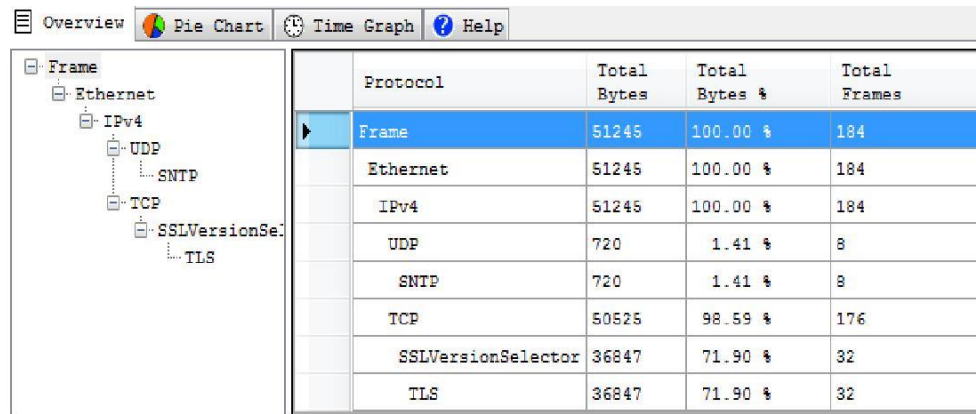 Overview Pie Chart Time Graph Help
Frame
Ethernet
IPv4
UDP
SNTP
TCP
SSLVersionSel
TLS
Protocol Total Bytes Total Bytes % Total Frames
Frame 51245 100.00 % 184
Ethernet 51245 100.00 % 184
IPv4 51245 100.00 % 184
UDP 720 1.41 % 8
SNTP 720 1.41 % 8
TCP 50525 98.59 % 176
SSLVersionSelector 36847 71.90 % 32
TLS 36847 71.90 % 32